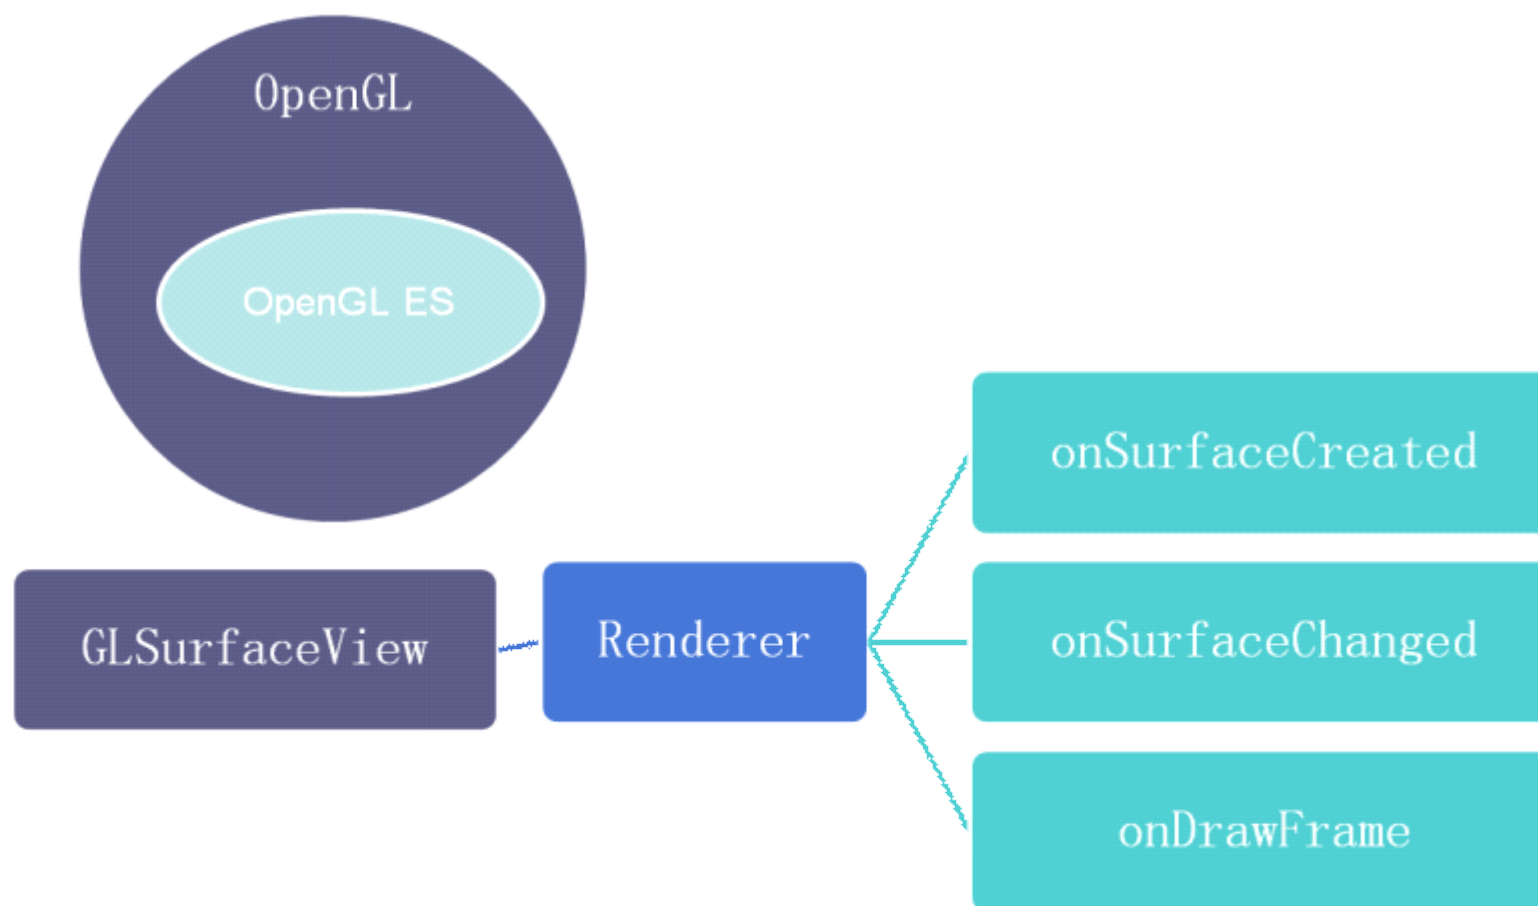 OpenGL
OpenGL ES
GLSurfaceView
Renderer
onSurfaceCreated
onSurfaceChanged
onDrawFrame